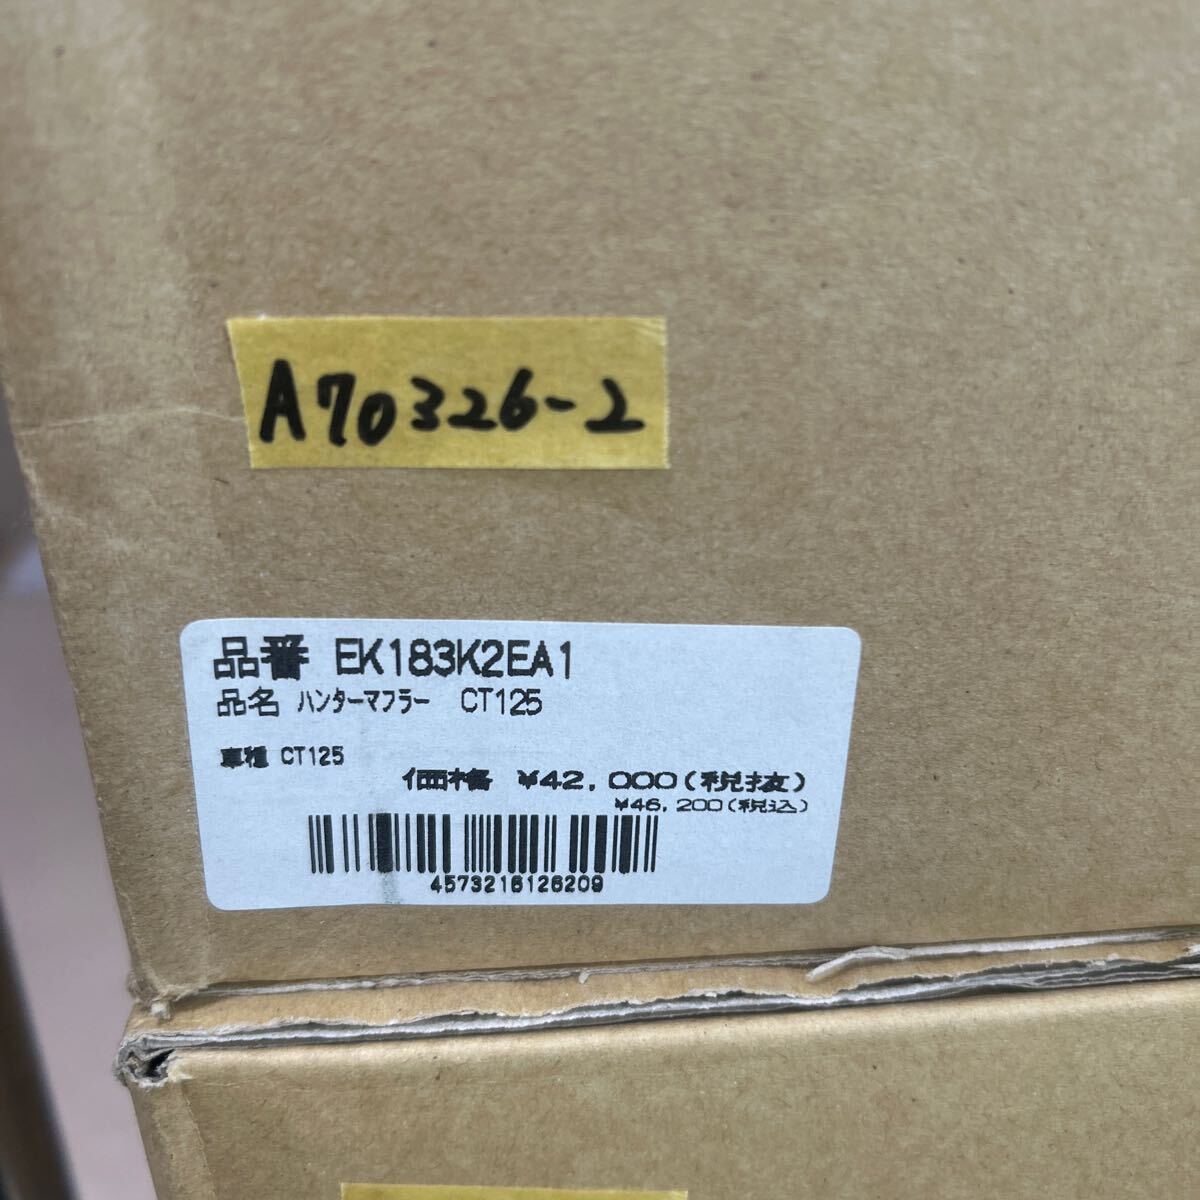 A70326-2
品番 EK183K2EA1
品名 ハンターマフラー CT125
車種 CT125
価格 ¥42,000(税抜)
¥46,200(税込)
4573216126209